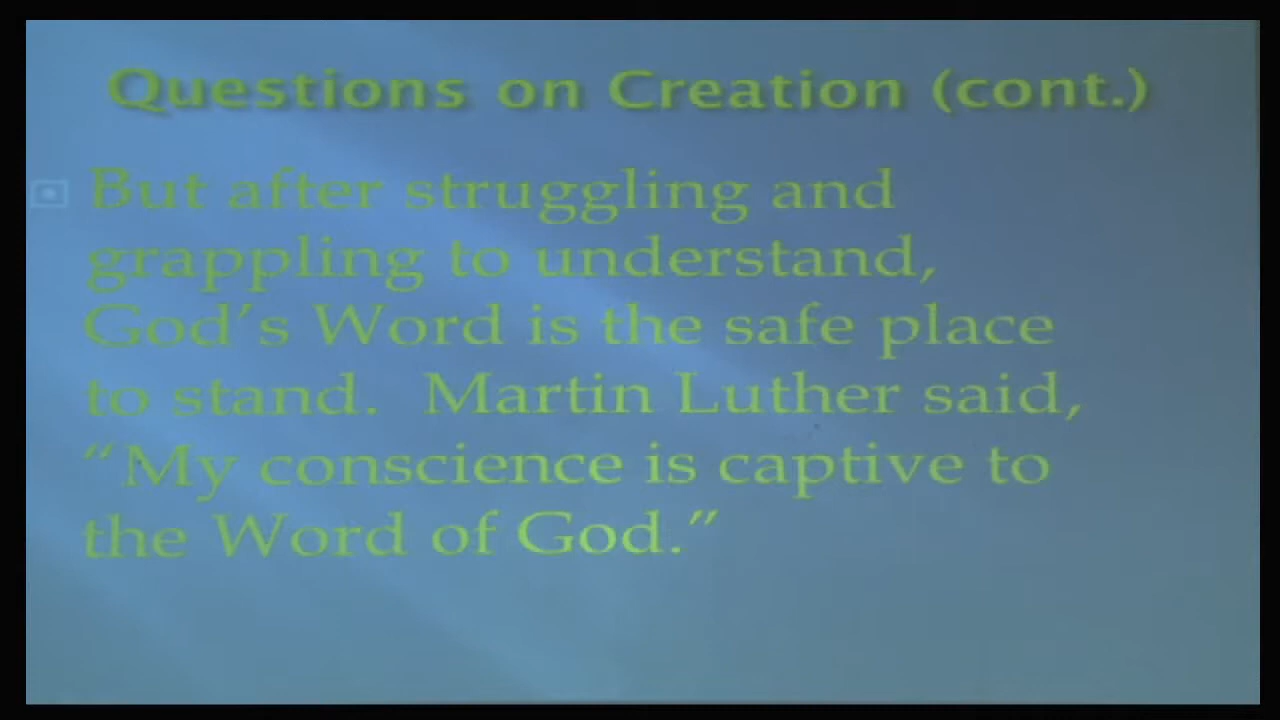 Questions on Creation (cont.)
But after struggling and
grappling to understand,
God’s Word is the safe place
to stand.  Martin Luther said,
“My conscience is captive to
the Word of God.”